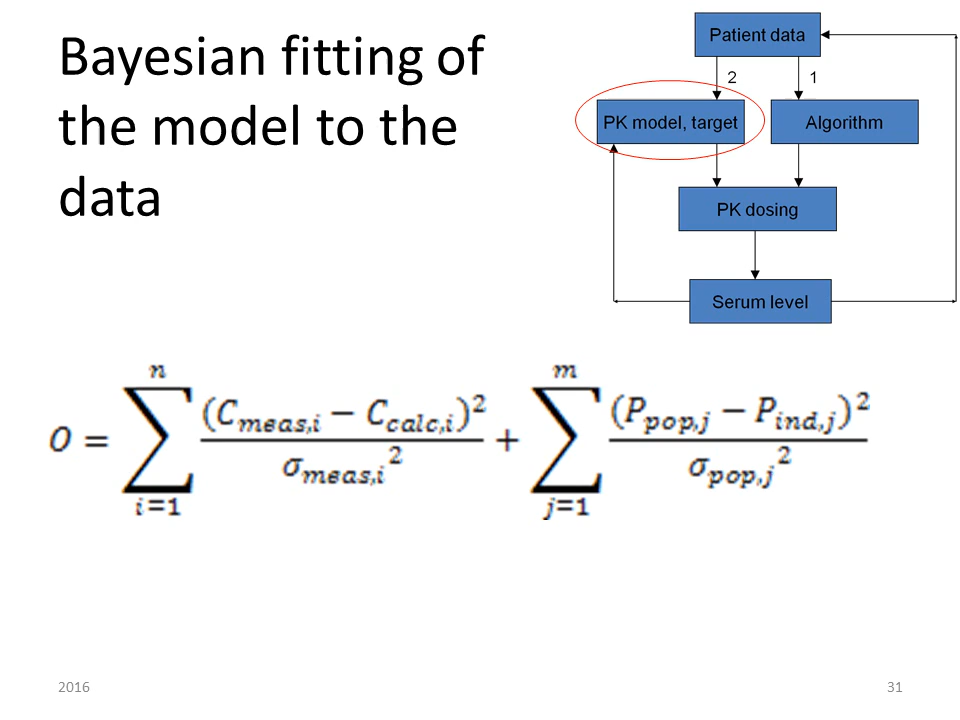 Bayesian fitting of
the model to the
data
Patient data
2
1
PK model, target
Algorithm
PK dosing
Serum level
O = \sum_{i=1}^{n} \frac{(C_{meas,i} - C_{calc,i})^2}{σ_{meas,i}^2} + \sum_{j=1}^{m} \frac{(P_{pop,j} - P_{ind,j})^2}{σ_{pop,j}^2}
2016
31